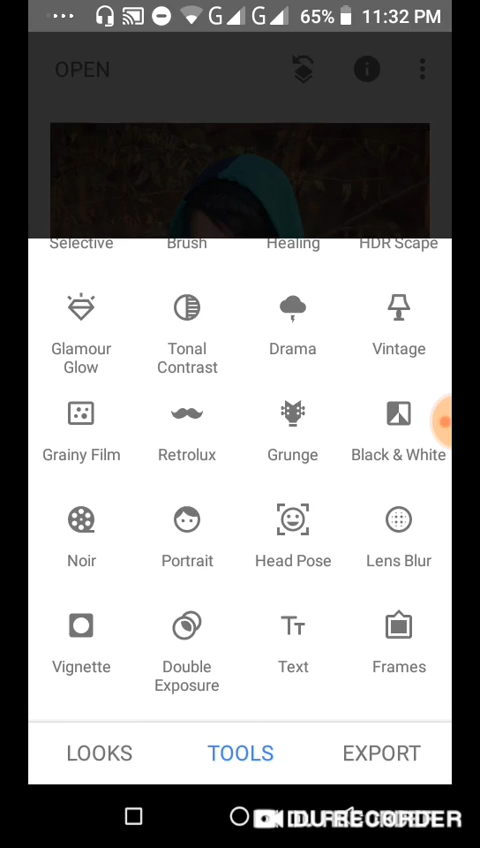 G G 65% 11:32 PM
OPEN
Selective Brush Healing HDR Scape
Glamour Glow Tonal Contrast Drama Vintage
Grainy Film Retrolux Grunge Black & White
Noir Portrait Head Pose Lens Blur
Vignette Double Exposure Text Frames
LOOKS TOOLS EXPORT
DU RECORDER